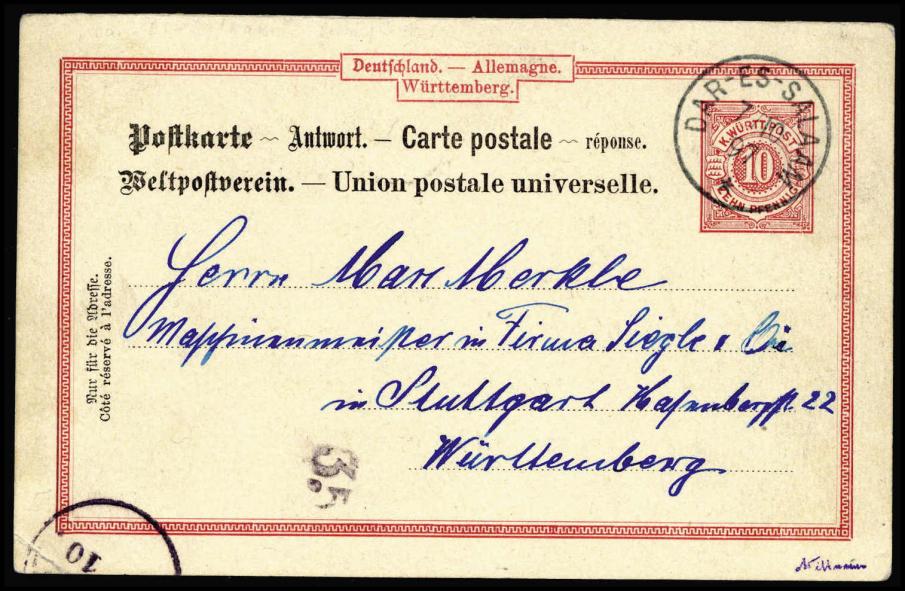 Deutschland. — Allemagne.
Württemberg.
Postkarte ~ Antwort. - Carte postale ~ réponse.
Weltpostverein. — Union postale universelle.
DAR-ES-SALAAM
97
K. WÜRTT. POST
10
ZEHN PFENNIG
Nur für die Adresse.
Côté réservé à l'adresse.
Herrn Max Merkle
Maschinenmeister in Firma Siegle & Cie
in Stuttgart Hasenbergstr. 22
Württemberg
35
10